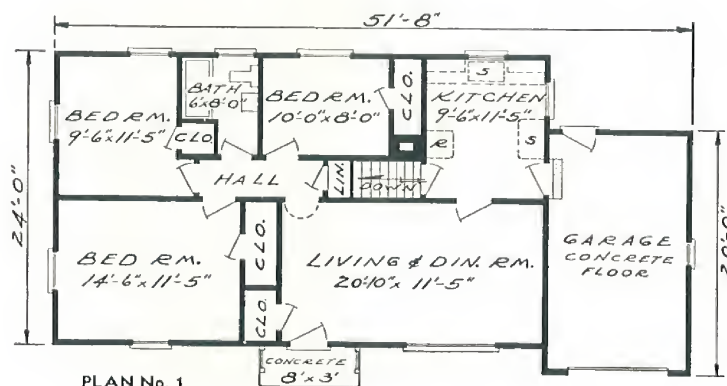 51'-8"
BATH
6'x8'-0"
BED RM.
10'-0"x8'-0"
CLO.
S
KITCHEN
9'-6"x11'-5"
BED RM.
9'-6"x11'-5"
CLO.
R
S
HALL
LIN.
DOWN
24'-0"
20'-0"
BED RM.
14'-6"x11'-5"
CLO.
LIVING & DIN. RM.
20'-10"x 11'-5"
GARAGE
CONCRETE
FLOOR
CLO.
CONCRETE
8'x3'
PLAN No. 1